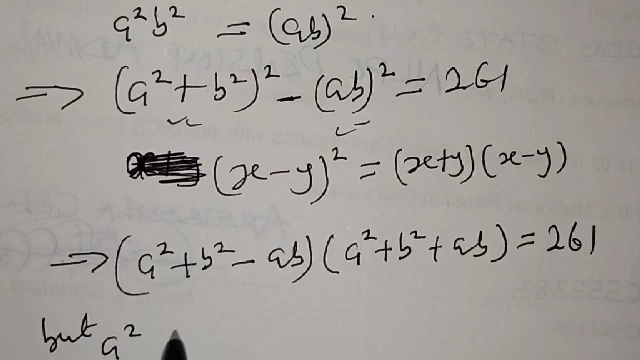 a²b² = (ab)².
⇒ (a² + b²)² - (ab)² = 261
(x - y)² = (x+y)(x-y)
⇒ (a² + b² - ab)(a² + b² + ab) = 261
but a²